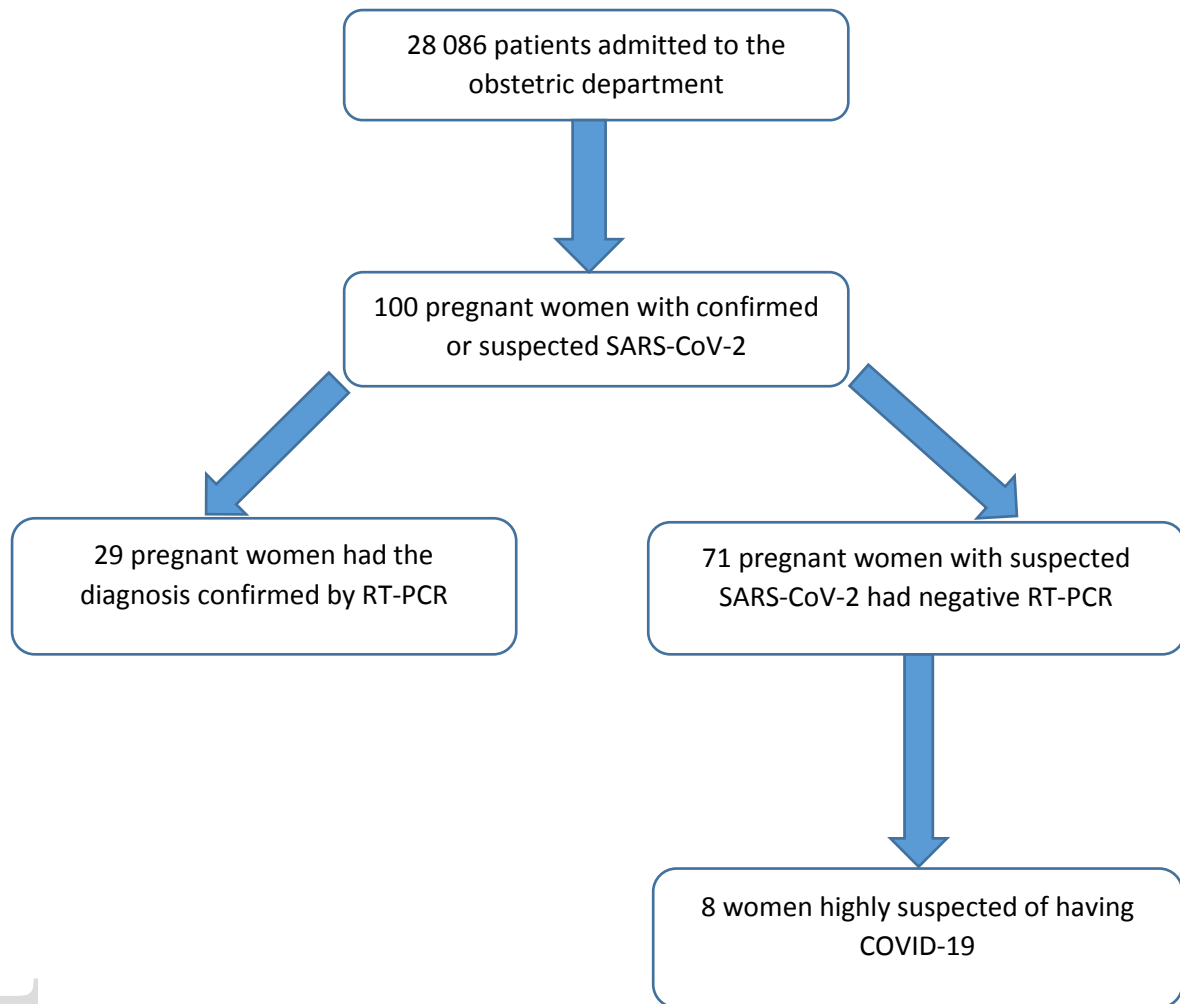 28 086 patients admitted to the
obstetric department
100 pregnant women with confirmed
or suspected SARS-CoV-2
29 pregnant women had the
diagnosis confirmed by RT-PCR
71 pregnant women with suspected
SARS-CoV-2 had negative RT-PCR
8 women highly suspected of having
COVID-19